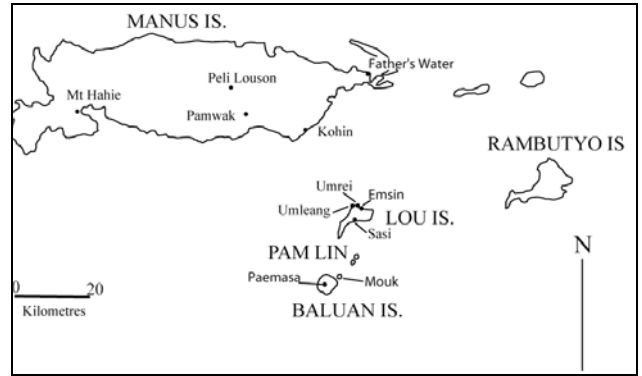 MANUS IS.
Father's Water
Peli Louson
Mt Hahie
Pamwak
Kohin
RAMBUTYO IS
Umrei
Emsin
Umleang
LOU IS.
Sasi
N
PAM LIN
Paemasa
Mouk
0 20
Kilometres
BALUAN IS.